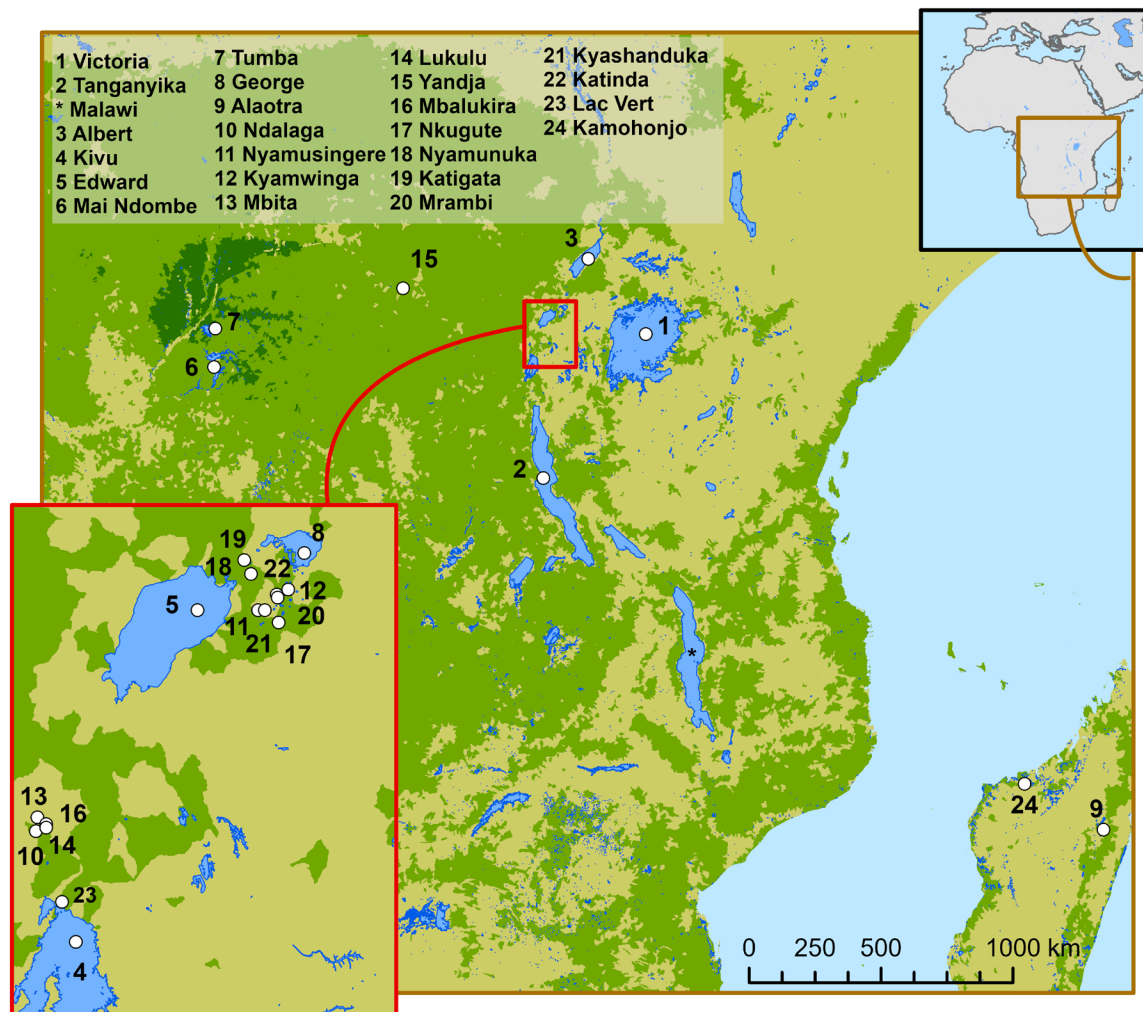 1 Victoria
2 Tanganyika
* Malawi
3 Albert
4 Kivu
5 Edward
6 Mai Ndombe
7 Tumba
8 George
9 Alaotra
10 Ndalaga
11 Nyamusingere
12 Kyamwinga
13 Mbita
14 Lukulu
15 Yandja
16 Mbalukira
17 Nkugute
18 Nyamunuka
19 Katigata
20 Mrambi
21 Kyashanduka
22 Katinda
23 Lac Vert
24 Kamohonjo
3
15
7
1
6
2
*
24
9
19
8
18
22
12
5
11
20
21
17
13
16
10
14
23
4
0 250 500 1000 km